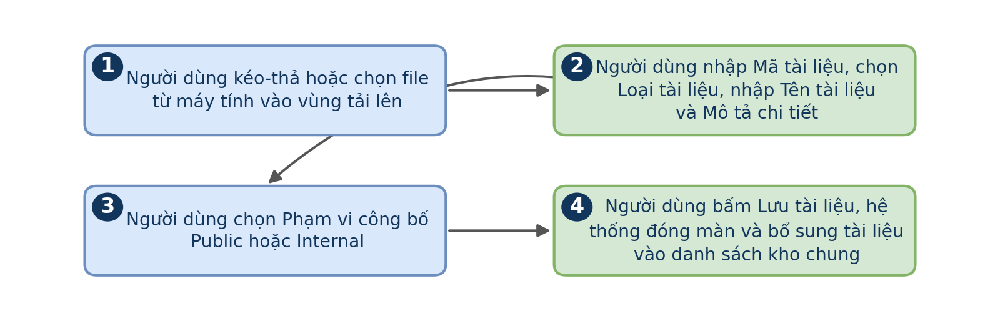 1
Người dùng kéo-thả hoặc chọn file
từ máy tính vào vùng tải lên
2
Người dùng nhập Mã tài liệu, chọn
Loại tài liệu, nhập Tên tài liệu
và Mô tả chi tiết
3
Người dùng chọn Phạm vi công bố
Public hoặc Internal
4
Người dùng bấm Lưu tài liệu, hệ
thống đóng màn và bổ sung tài liệu
vào danh sách kho chung